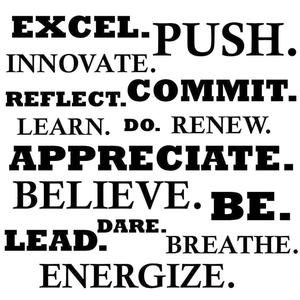 EXCEL. PUSH.
INNOVATE.
REFLECT. COMMIT.
LEARN. DO. RENEW.
APPRECIATE.
BELIEVE. BE.
LEAD. DARE.
BREATHE.
ENERGIZE.